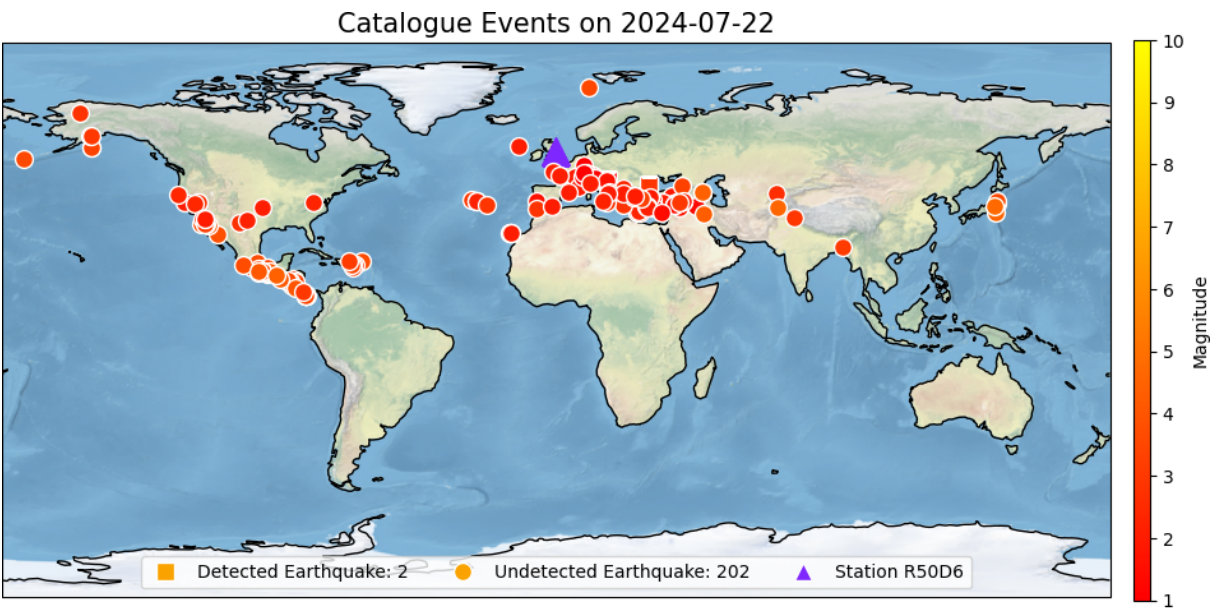 Catalogue Events on 2024-07-22
10
9
8
7
6
5
4
3
2
1
Magnitude
Detected Earthquake: 2
Undetected Earthquake: 202
Station R50D6